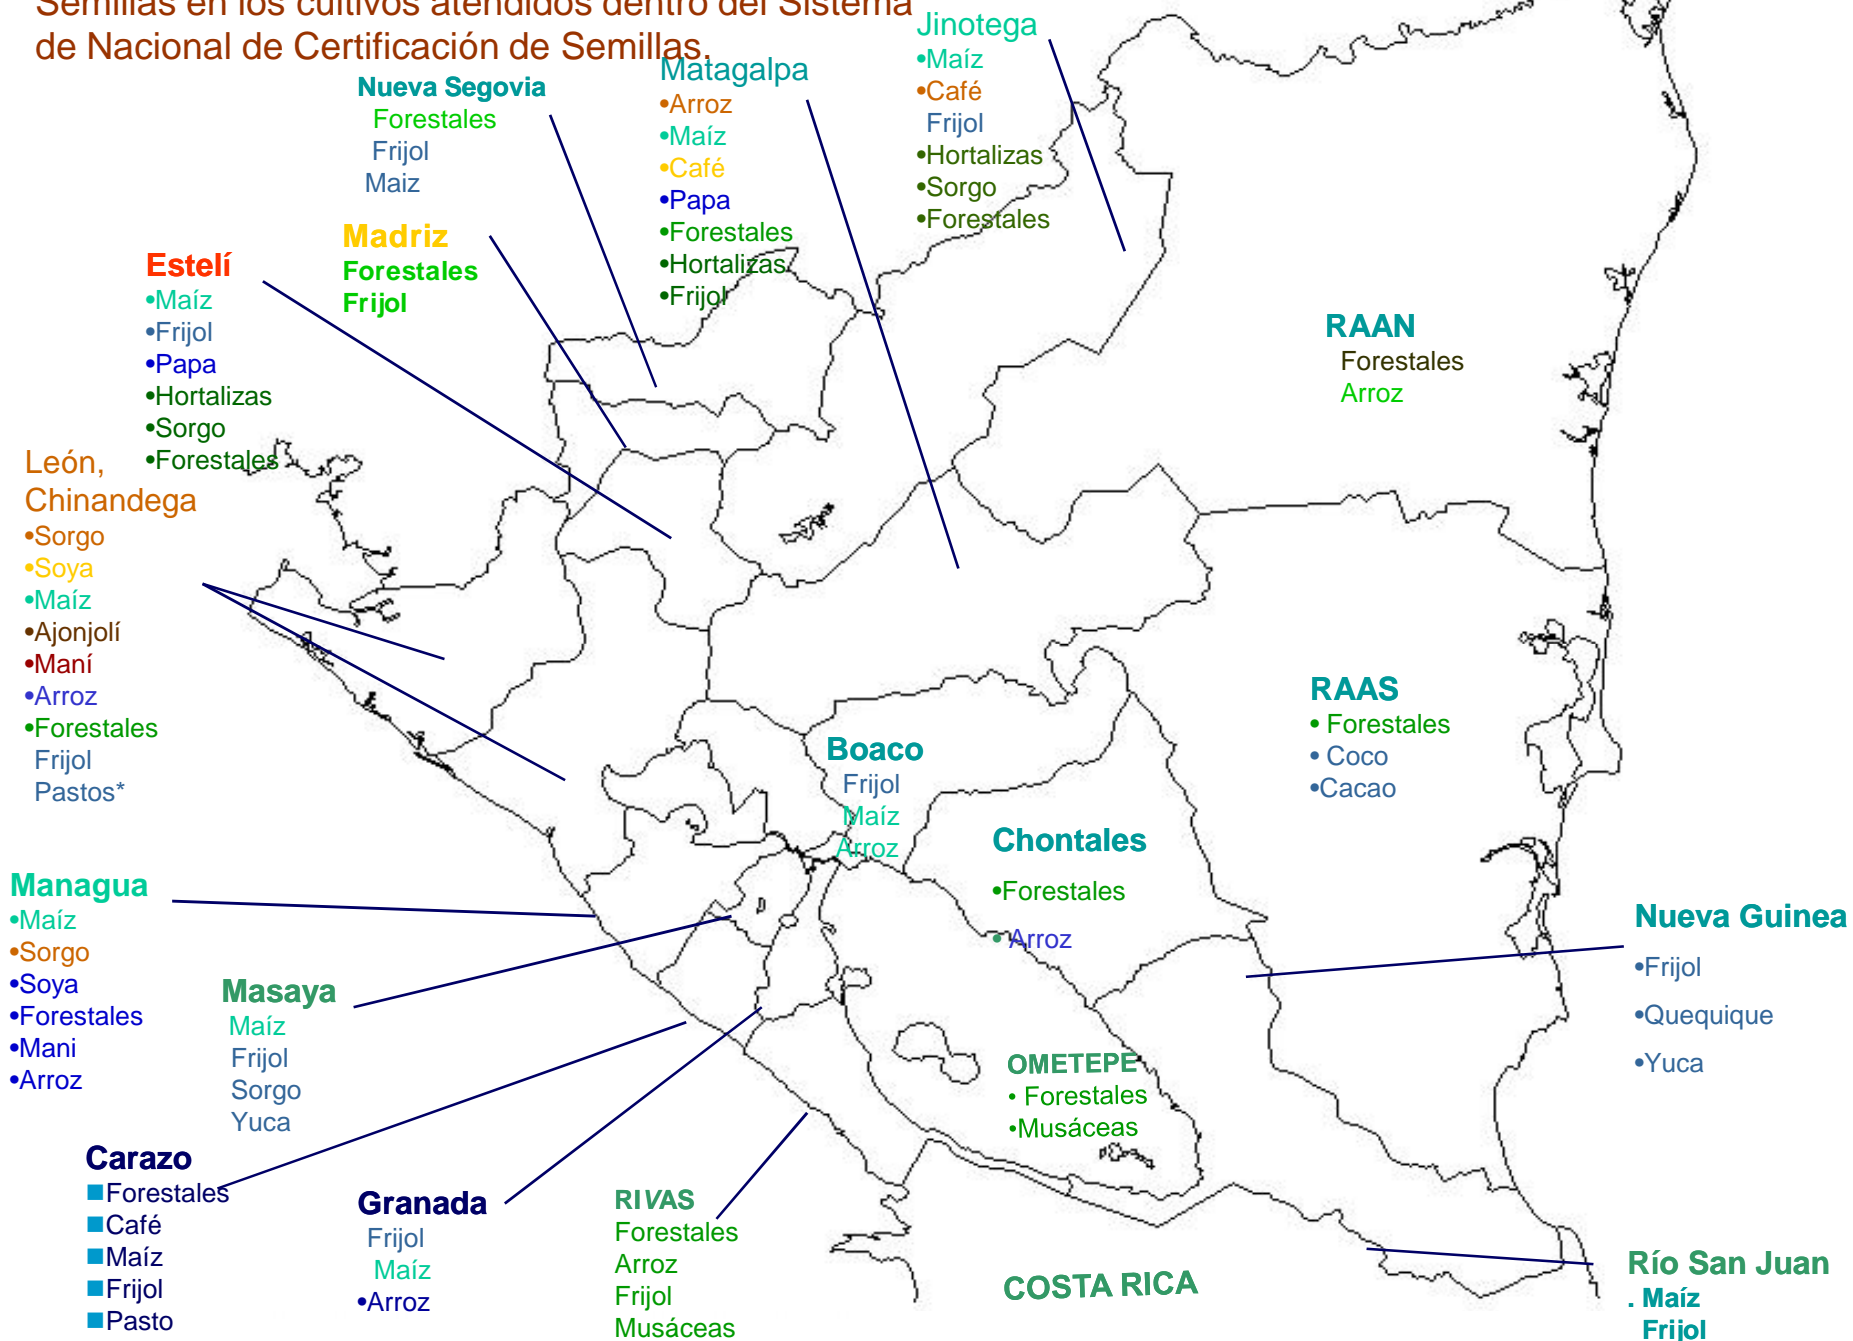 Semillas en los cultivos atendidos dentro del Sistema
de Nacional de Certificación de Semillas.
Jinotega
•Maíz
•Café
Frijol
•Hortalizas
•Sorgo
•Forestales
Matagalpa
•Arroz
•Maíz
•Café
•Papa
•Forestales
•Hortalizas
•Frijol
Nueva Segovia
Forestales
Frijol
Maiz
Madriz
Forestales
Frijol
Estelí
•Maíz
•Frijol
•Papa
•Hortalizas
•Sorgo
•Forestales
León,
Chinandega
•Sorgo
•Soya
•Maíz
•Ajonjolí
•Maní
•Arroz
•Forestales
Frijol
Pastos*
RAAN
Forestales
Arroz
RAAS
• Forestales
• Coco
•Cacao
Boaco
Frijol
Maíz
Arroz
Chontales
•Forestales
• Arroz
Nueva Guinea
•Frijol
•Quequique
•Yuca
Managua
•Maíz
•Sorgo
•Soya
•Forestales
•Mani
•Arroz
Masaya
Maíz
Frijol
Sorgo
Yuca
OMETEPE
• Forestales
•Musáceas
Carazo
■Forestales
■Café
■Maíz
■Frijol
■Pasto
Granada
Frijol
Maíz
•Arroz
RIVAS
Forestales
Arroz
Frijol
Musáceas
COSTA RICA
Río San Juan
. Maíz
Frijol